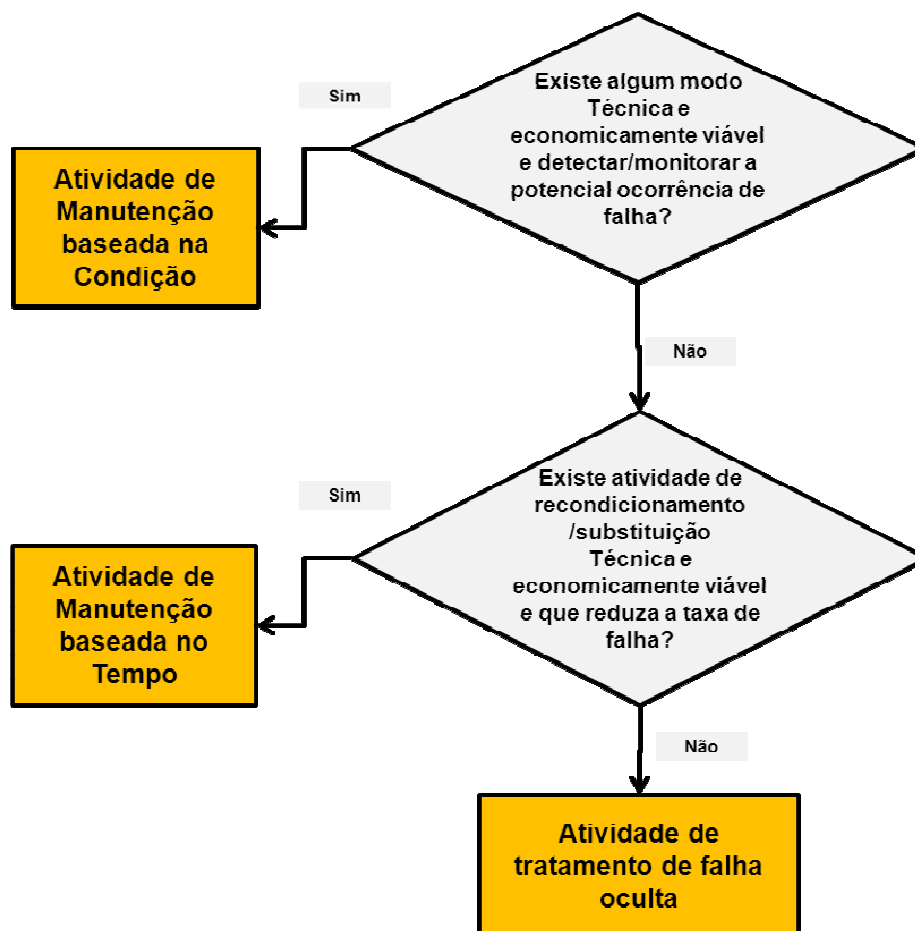 Existe algum modo
Técnica e
economicamente viável
e detectar/monitorar a
potencial ocorrência de
falha?
Sim
Atividade de
Manutenção
baseada na
Condição
Não
Existe atividade de
recondicionamento
/substituição
Técnica e
economicamente viável
e que reduza a taxa de
falha?
Sim
Atividade de
Manutenção
baseada no
Tempo
Não
Atividade de
tratamento de falha
oculta